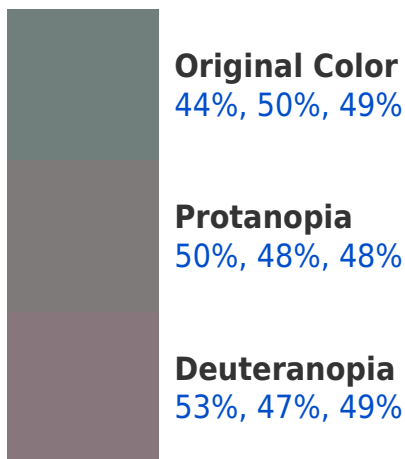 Original Color
44%, 50%, 49%
Protanopia
50%, 48%, 48%
Deuteranopia
53%, 47%, 49%